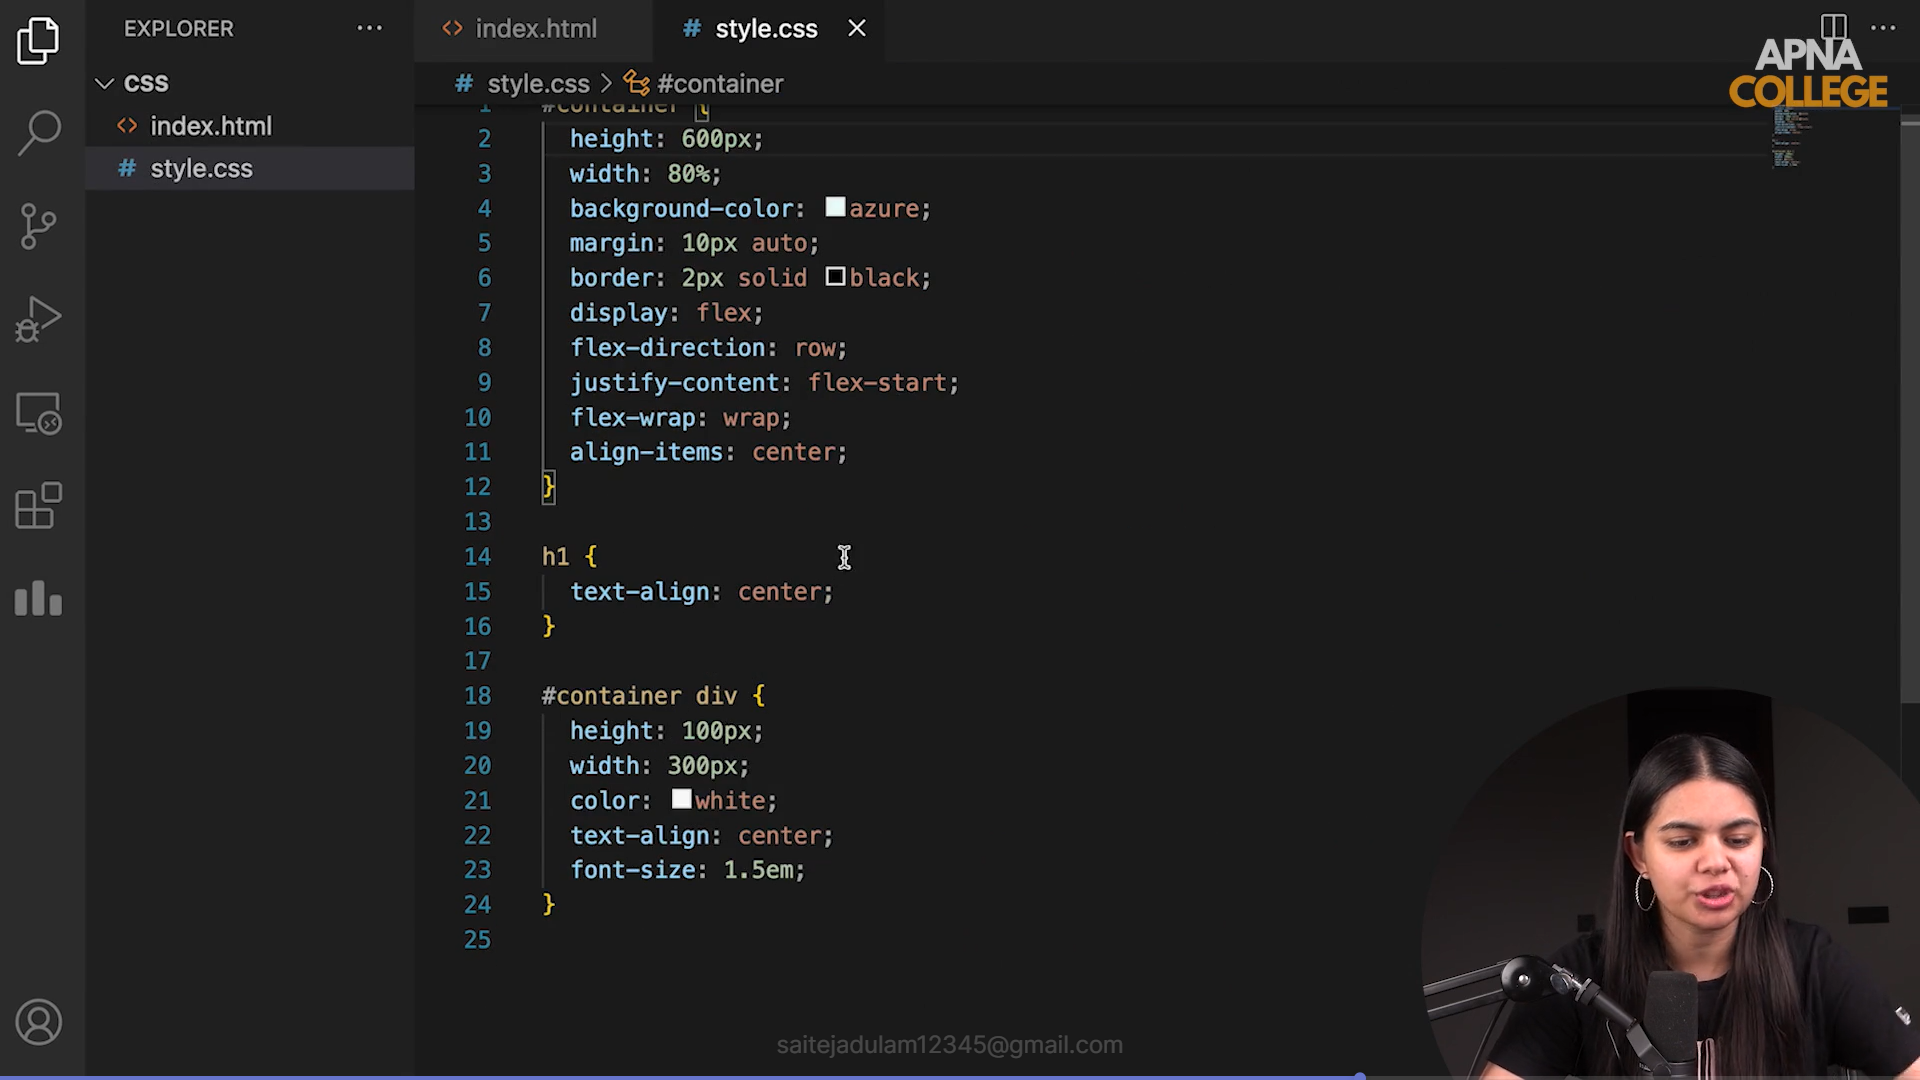 EXPLORER
index.html
style.css
APNA
COLLEGE
CSS
style.css > #container
index.html
style.css
1 #container {
2 height: 600px;
3 width: 80%;
4 background-color: azure;
5 margin: 10px auto;
6 border: 2px solid black;
7 display: flex;
8 flex-direction: row;
9 justify-content: flex-start;
10 flex-wrap: wrap;
11 align-items: center;
12 }
13
14 h1 {
15 text-align: center;
16 }
17
18 #container div {
19 height: 100px;
20 width: 300px;
21 color: white;
22 text-align: center;
23 font-size: 1.5em;
24 }
25
saitejadulam12345@gmail.com